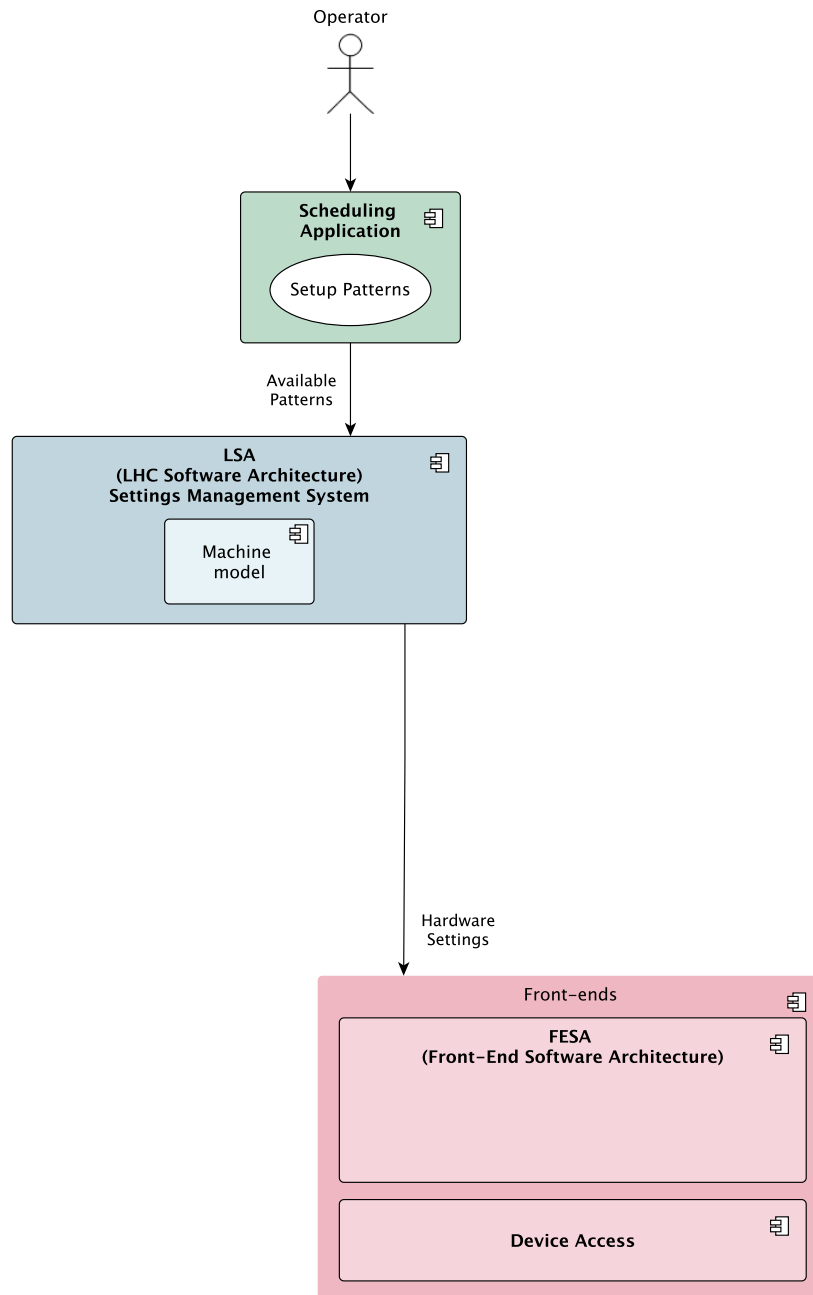 Operator
Scheduling
Application
Setup Patterns
Available
Patterns
LSA
(LHC Software Architecture)
Settings Management System
Machine
model
Hardware
Settings
Front-ends
FESA
(Front-End Software Architecture)
Device Access